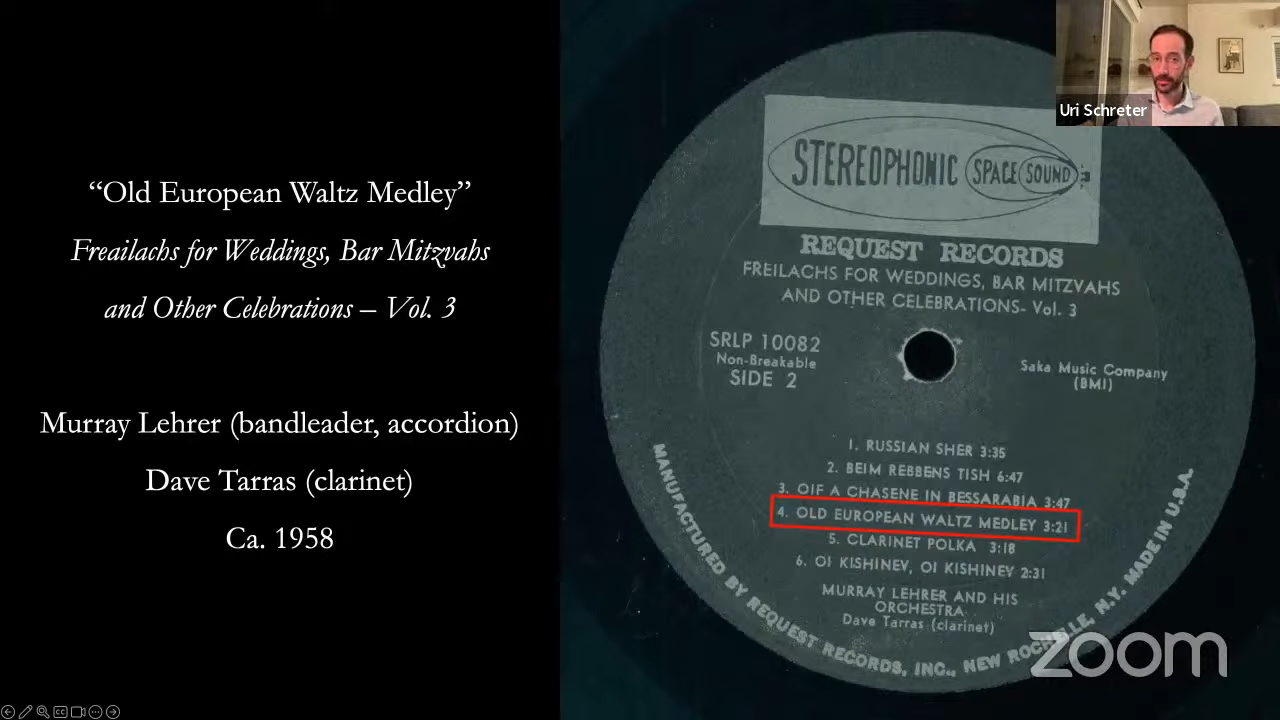 “Old European Waltz Medley”
Freailachs for Weddings, Bar Mitzvahs
and Other Celebrations – Vol. 3
Murray Lehrer (bandleader, accordion)
Dave Tarras (clarinet)
Ca. 1958
Uri Schreter
STEREOPHONIC SPACE SOUND
REQUEST RECORDS
FREILACHS FOR WEDDINGS, BAR MITZVAHS
AND OTHER CELEBRATIONS- Vol. 3
SRLP 10082
Non-Breakable
SIDE 2
Saka Music Company
(BMI)
1. RUSSIAN SHER 3:35
2. BEIM REBBENS TISH 6:47
3. OIF A CHASENE IN BESSARABIA 3:47
4. OLD EUROPEAN WALTZ MEDLEY 3:21
5. CLARINET POLKA 3:18
6. OI KISHINEV, OI KISHINEV 2:31
MURRAY LEHRER AND HIS
ORCHESTRA
Dave Tarras (clarinet)
MANUFACTURED BY REQUEST RECORDS, INC., NEW ROCHELLE, N.Y. MADE IN U.S.A.
zoom
CC